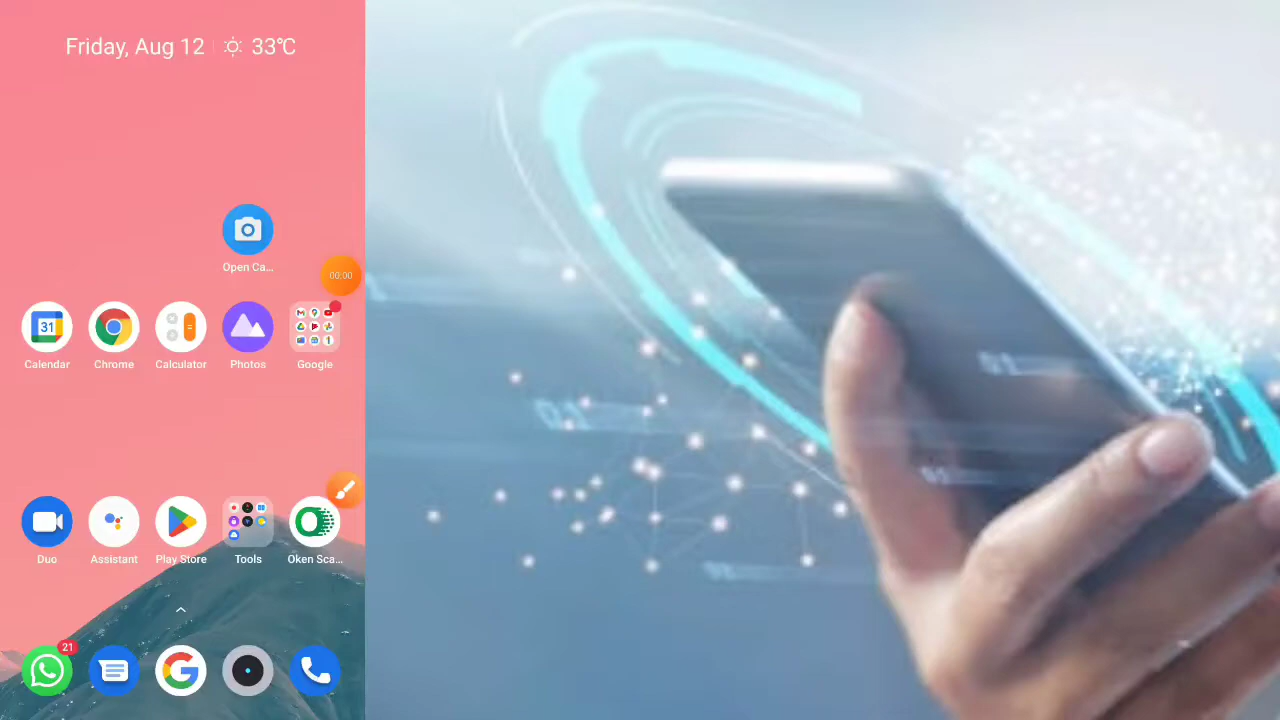 Friday, Aug 12 33℃
Open Ca...
00:00
31
Calendar
Chrome
Calculator
Photos
Google
Duo
Assistant
Play Store
Tools
Oken Sca...
21